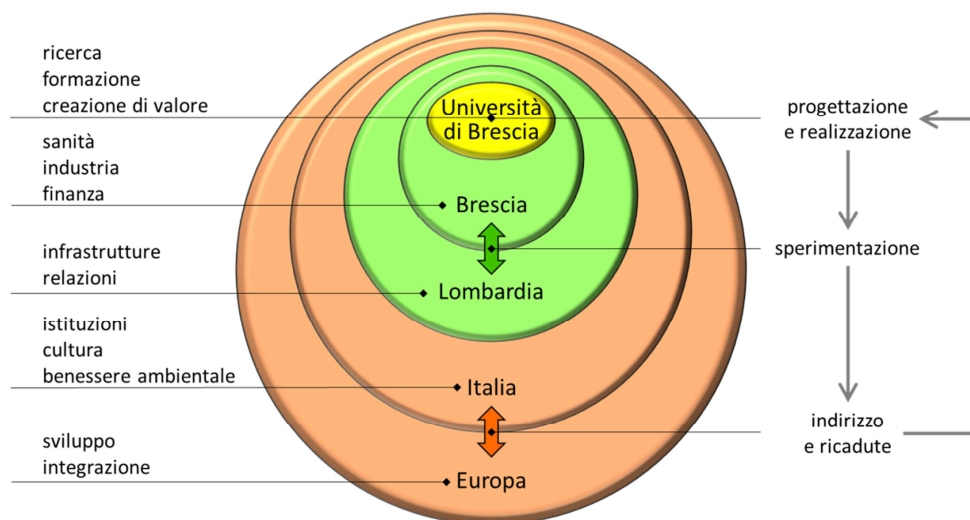 ricerca
formazione
creazione di valore
sanità
industria
finanza
infrastrutture
relazioni
istituzioni
cultura
benessere ambientale
sviluppo
integrazione
Università
di Brescia
Brescia
Lombardia
Italia
Europa
progettazione
e realizzazione
sperimentazione
indirizzo
e ricadute